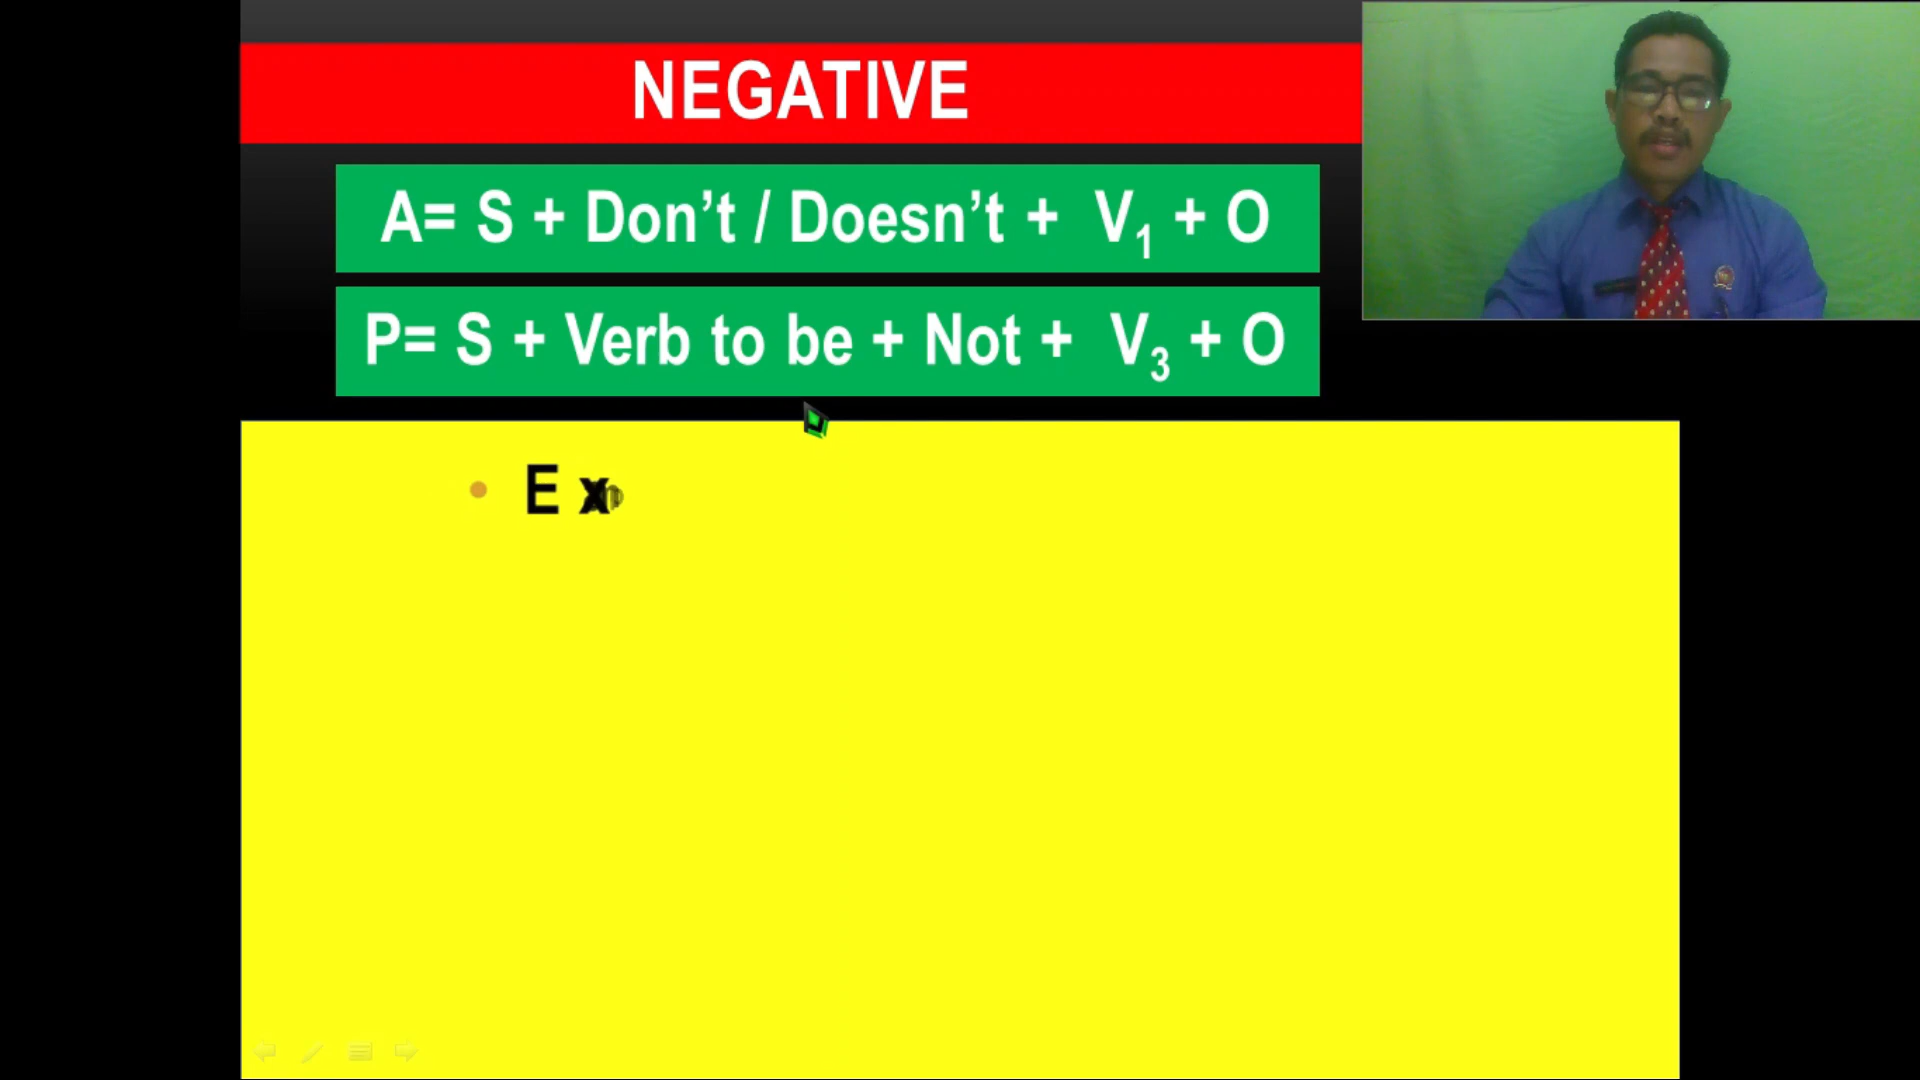 NEGATIVE
A= S + Don’t / Doesn’t + V₁ + O
P= S + Verb to be + Not + V₃ + O
• E x